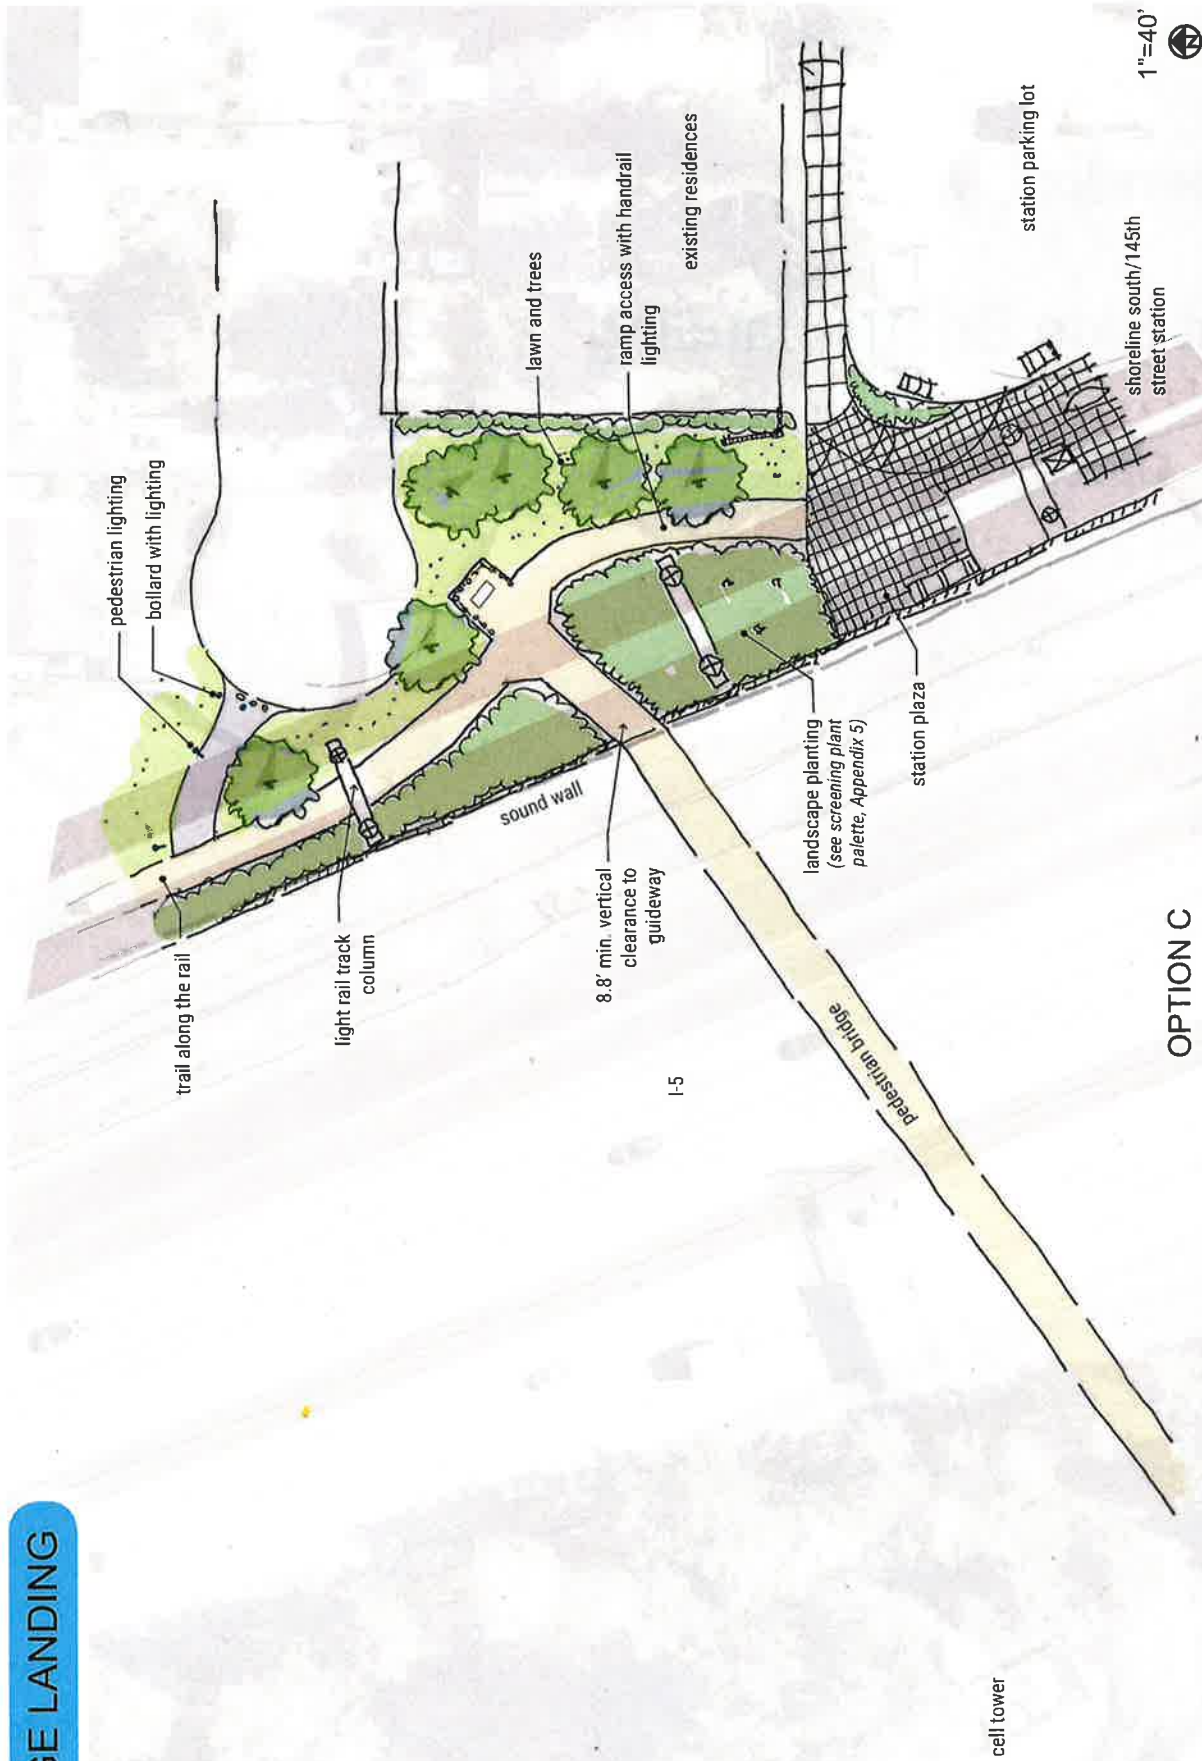 GE LANDING
pedestrian lighting
bollard with lighting
trail along the rail
light rail track
column
sound wall
lawn and trees
ramp access with handrail
lighting
existing residences
8.8' min. vertical
clearance to
guideway
I-5
landscape planting
(see screening plant
palette, Appendix 5)
station plaza
station parking lot
shoreline south/145th
street station
pedestrian bridge
cell tower
OPTION C
1"=40'
N